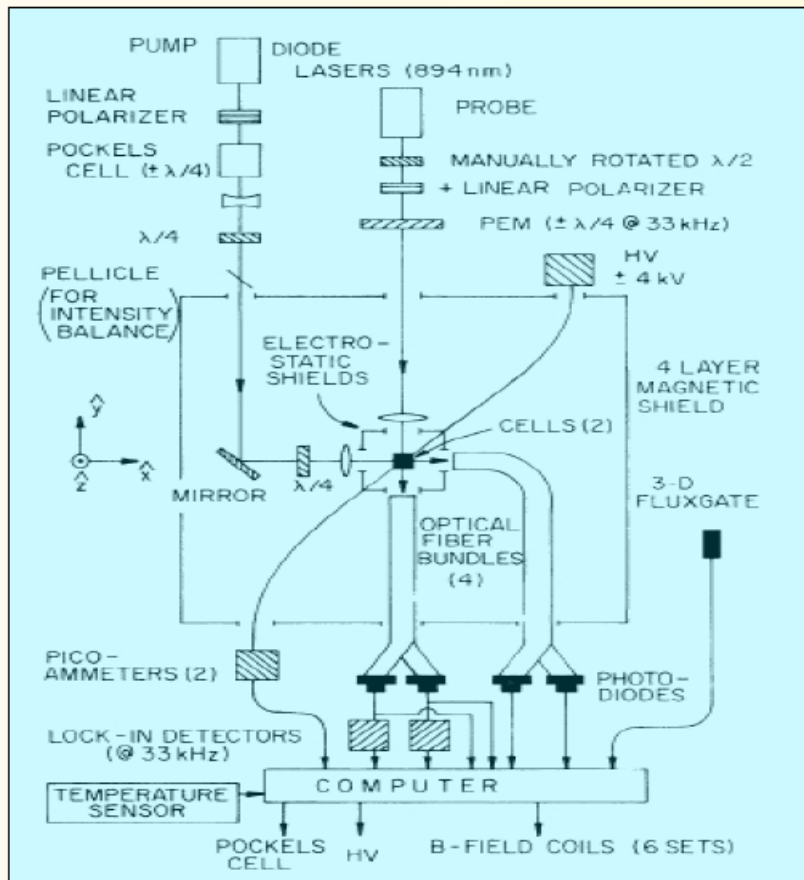 PUMP
DIODE
LASERS (894nm)
LINEAR
POLARIZER
PROBE
POCKELS
CELL (± λ/4)
MANUALLY ROTATED λ/2
+ LINEAR POLARIZER
λ/4
PEM (± λ/4 @ 33 kHz)
HV
± 4 kV
PELLICLE
(FOR
INTENSITY
BALANCE)
ELECTRO-
STATIC
SHIELDS
4 LAYER
MAGNETIC
SHIELD
CELLS (2)
ŷ
ẑ
x̂
MIRROR
λ/4
3-D
FLUXGATE
OPTICAL
FIBER
BUNDLES
(4)
PICO-
AMMETERS (2)
PHOTO-
DIODES
LOCK-IN DETECTORS
(@ 33 kHz)
COMPUTER
TEMPERATURE
SENSOR
POCKELS
CELL
HV
B-FIELD COILS (6 SETS)